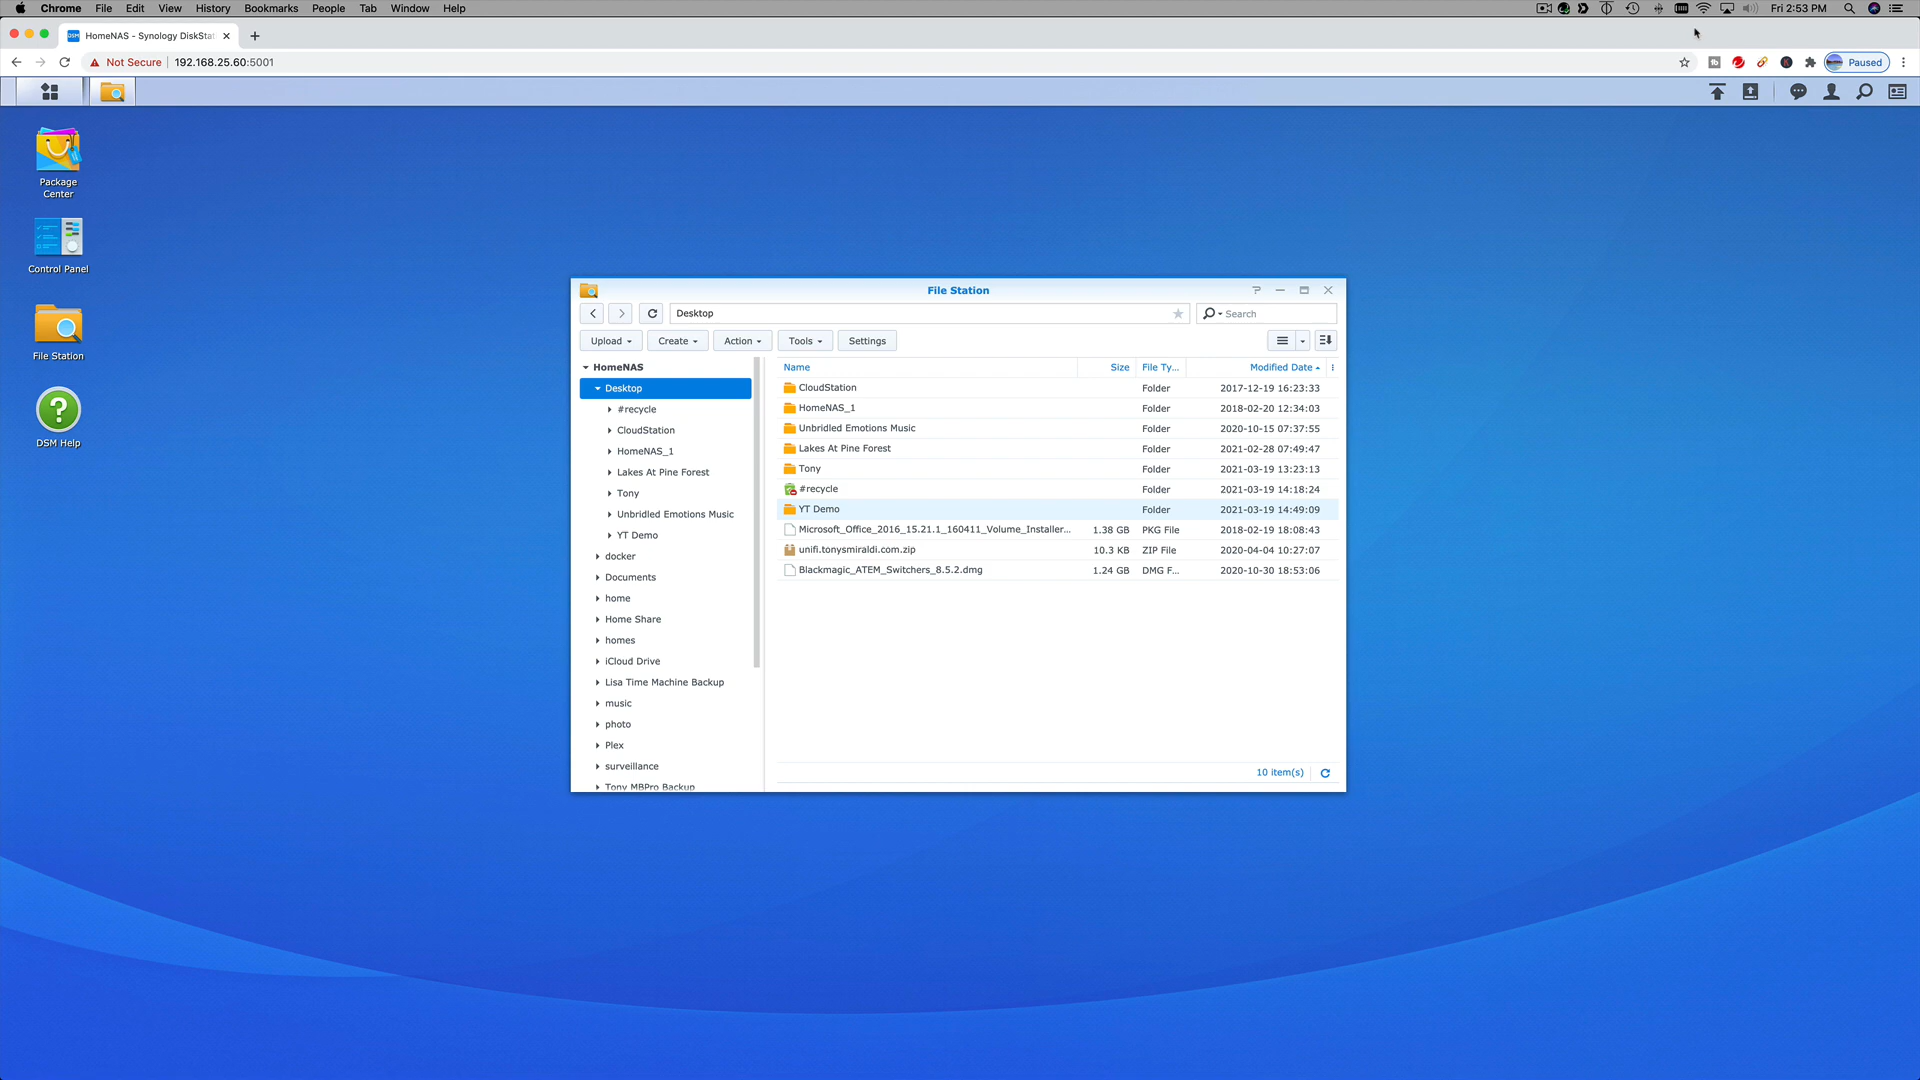 Chrome File Edit View History Bookmarks People Tab Window Help Fri 2:53 PM
DSM HomeNAS - Synology DiskSta
Not Secure 192.168.25.60:5001 Paused
Package
Center
Control Panel
File Station
? DSM Help
File Station
Desktop Search
Upload Create Action Tools Settings
HomeNAS
Desktop
#recycle
CloudStation
HomeNAS_1
Lakes At Pine Forest
Tony
Unbridled Emotions Music
YT Demo
docker
Documents
home
Home Share
homes
iCloud Drive
Lisa Time Machine Backup
music
photo
Plex
surveillance
Tony MBPro Backup
Name Size File Ty... Modified Date
CloudStation Folder 2017-12-19 16:23:33
HomeNAS_1 Folder 2018-02-20 12:34:03
Unbridled Emotions Music Folder 2020-10-15 07:37:55
Lakes At Pine Forest Folder 2021-02-28 07:49:47
Tony Folder 2021-03-19 13:23:13
#recycle Folder 2021-03-19 14:18:24
YT Demo Folder 2021-03-19 14:49:09
Microsoft_Office_2016_15.21.1_160411_Volume_Installer... 1.38 GB PKG File 2018-02-19 18:08:43
unifi.tonysmiraldi.com.zip 10.3 KB ZIP File 2020-04-04 10:27:07
Blackmagic_ATEM_Switchers_8.5.2.dmg 1.24 GB DMG F... 2020-10-30 18:53:06
10 item(s)